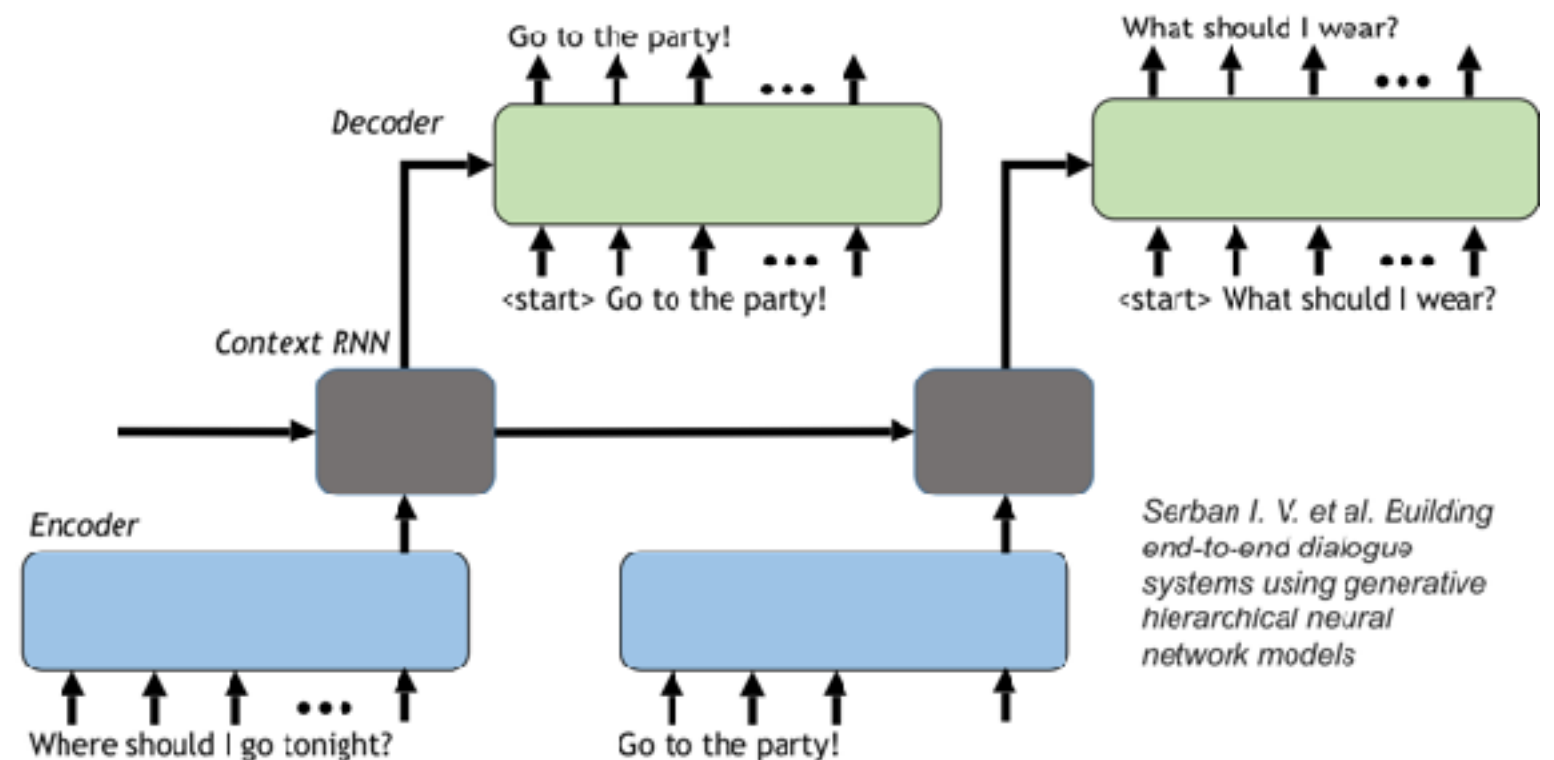 Go to the party!
What should I wear?
Decoder
<start> Go to the party!
<start> What should I wear?
Context RNN
Encoder
Serban I. V. et al. Building
end-to-end dialogue
systems using generative
hierarchical neural
network models
Where should I go tonight?
Go to the party!